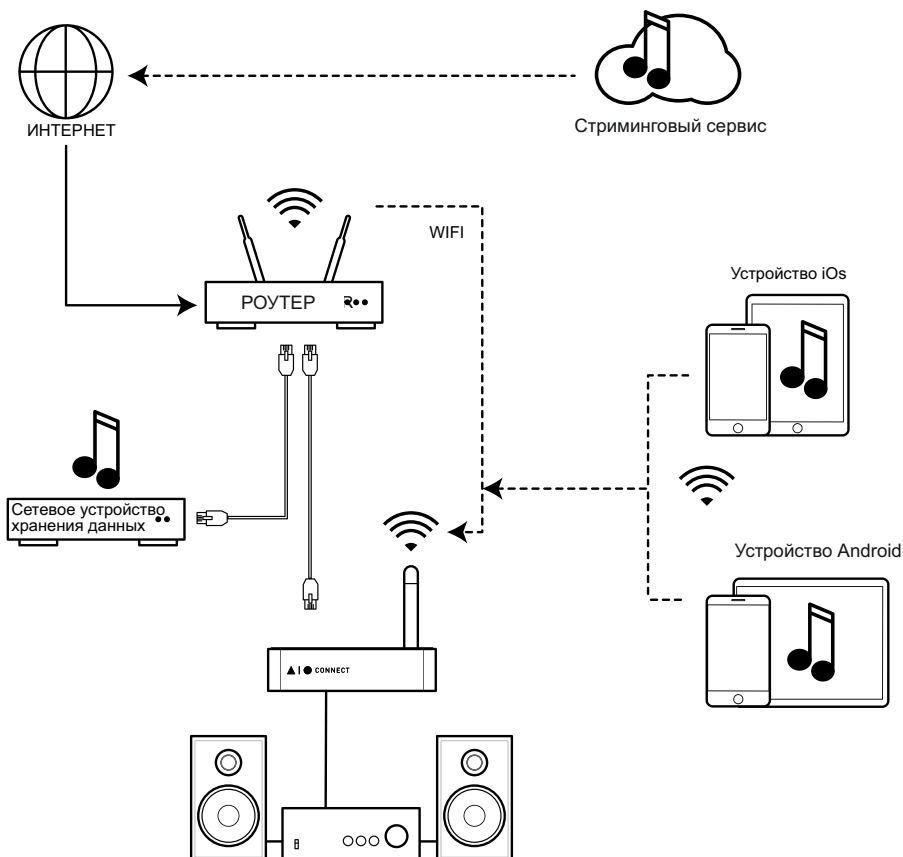 ИНТЕРНЕТ
Стриминговый сервис
WIFI
РОУТЕР
Устройство iOs
Сетевое устройство
хранения данных
Устройство Android
CONNECT